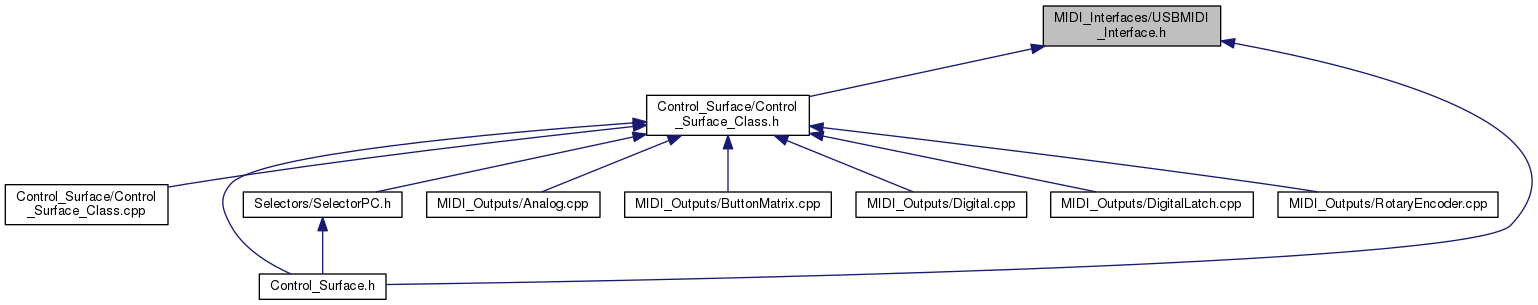 MIDI_Interfaces/USBMIDI
_Interface.h
Control_Surface/Control
_Surface_Class.h
Control_Surface/Control
_Surface_Class.cpp
Selectors/SelectorPC.h
MIDI_Outputs/Analog.cpp
MIDI_Outputs/ButtonMatrix.cpp
MIDI_Outputs/Digital.cpp
MIDI_Outputs/DigitalLatch.cpp
MIDI_Outputs/RotaryEncoder.cpp
Control_Surface.h